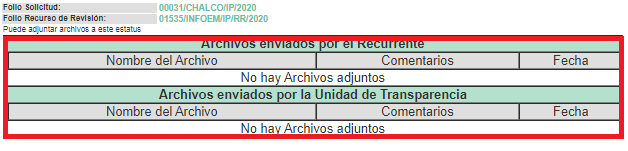 Folio Solicitud: 00031/CHALCO/IP/2020
Folio Recurso de Revisión: 01535/INFOEM/IP/RR/2020
Puede adjuntar archivos a este estatus
Archivos enviados por el Recurrente
Nombre del Archivo Comentarios Fecha
No hay Archivos adjuntos
Archivos enviados por la Unidad de Transparencia
Nombre del Archivo Comentarios Fecha
No hay Archivos adjuntos